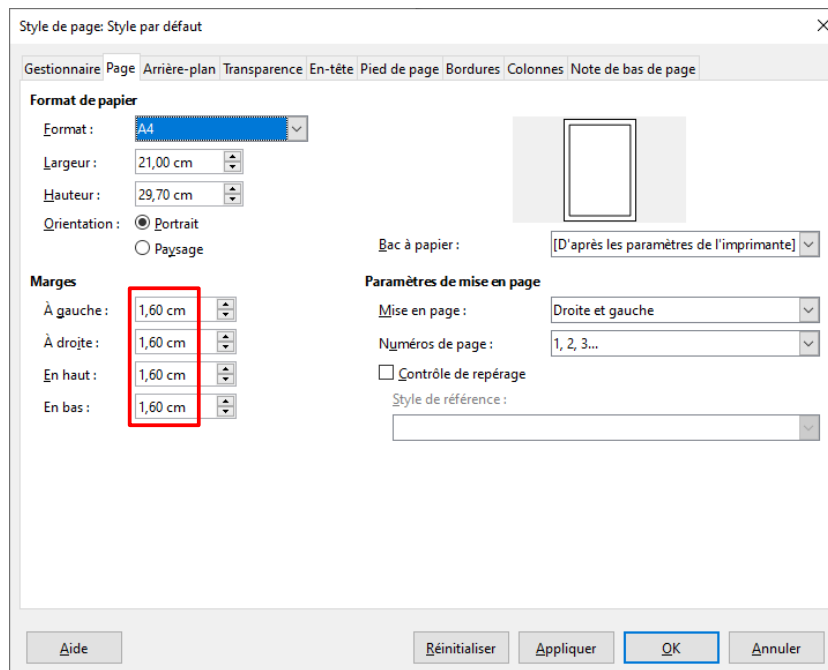 Style de page: Style par défaut
Gestionnaire Page Arrière-plan Transparence En-tête Pied de page Bordures Colonnes Note de bas de page
Format de papier
Format : A4
Largeur : 21,00 cm
Hauteur : 29,70 cm
Orientation : Portrait
Paysage
Bac à papier : [D'après les paramètres de l'imprimante]
Marges
À gauche : 1,60 cm
À droite : 1,60 cm
En haut : 1,60 cm
En bas : 1,60 cm
Paramètres de mise en page
Mise en page : Droite et gauche
Numéros de page : 1, 2, 3...
Contrôle de repérage
Style de référence :
Aide Réinitialiser Appliquer OK Annuler